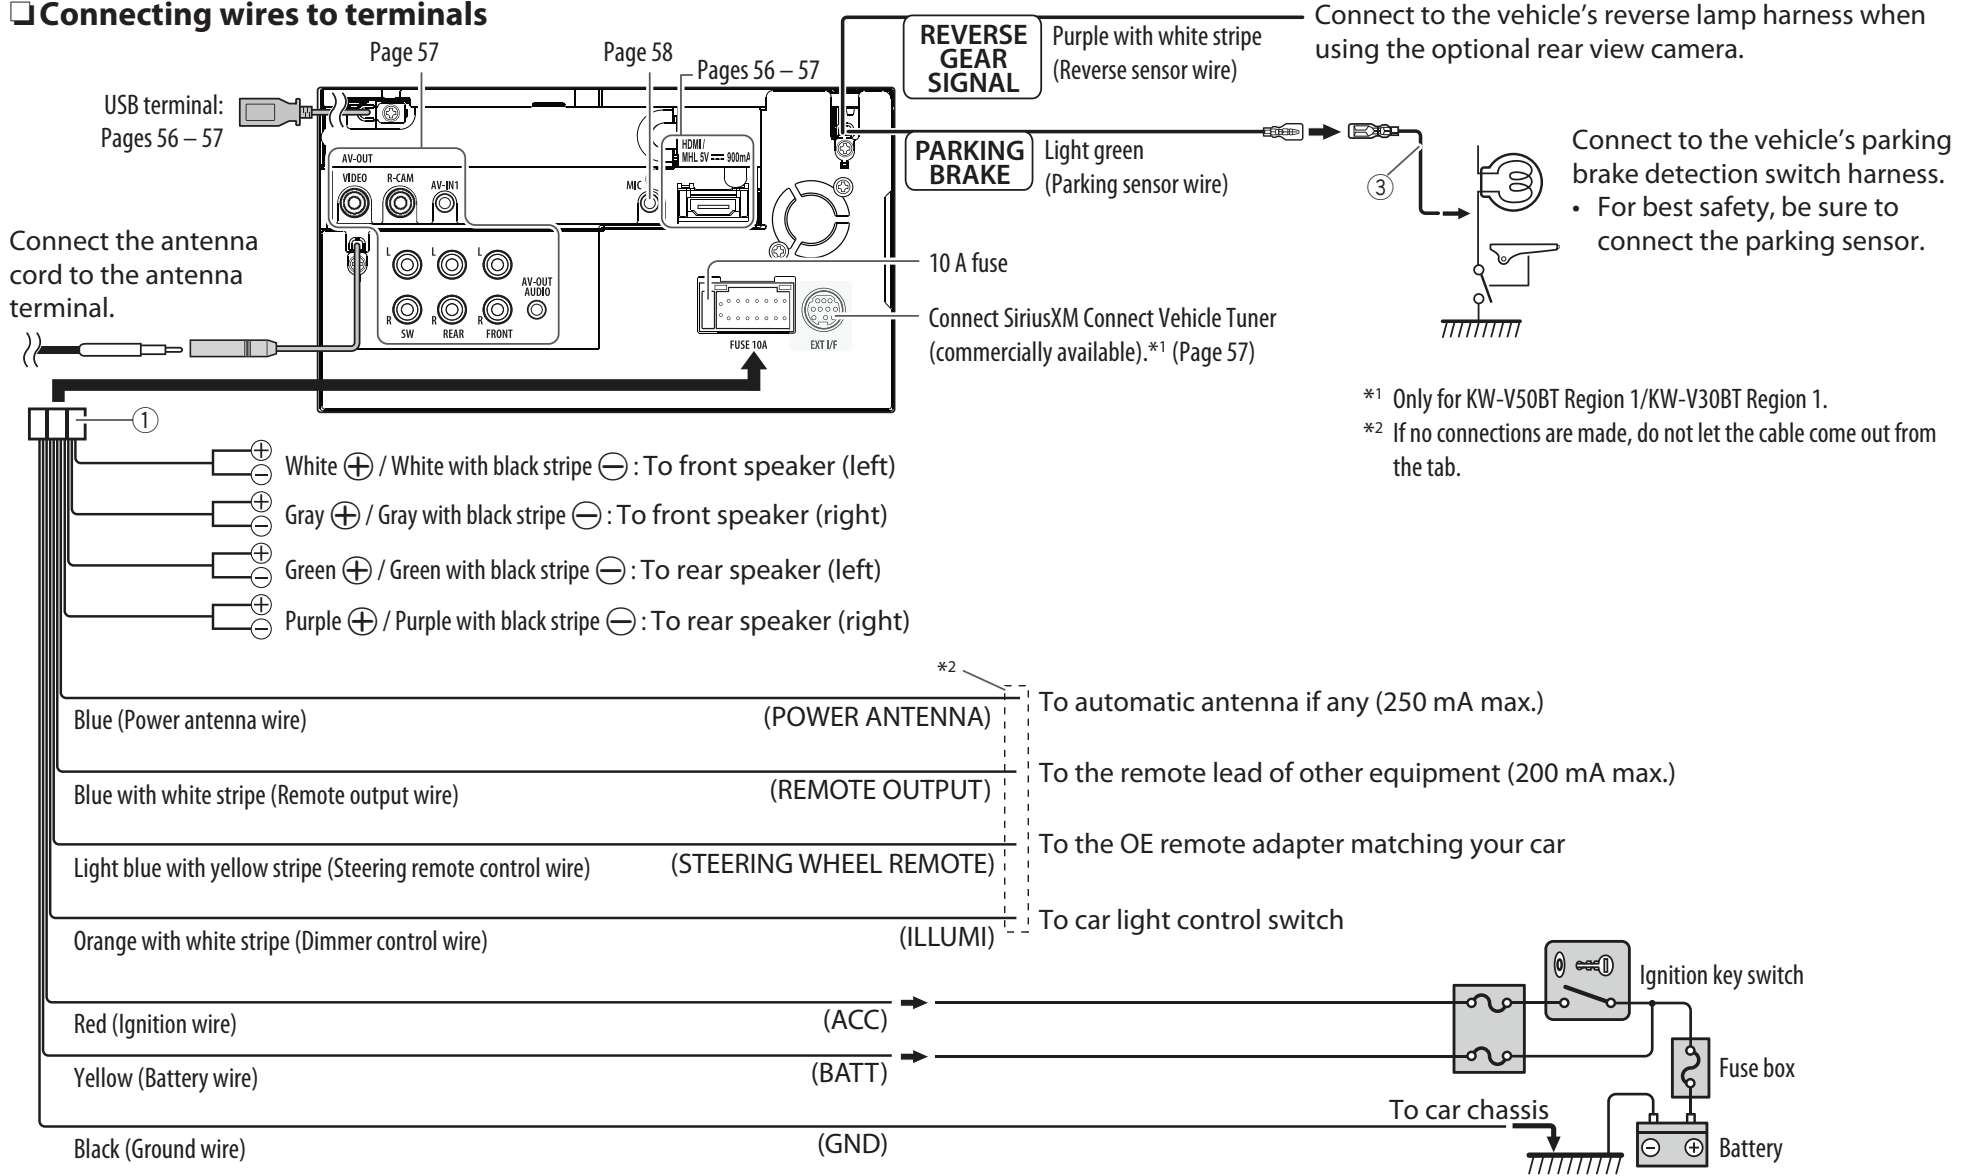 ❏ Connecting wires to terminals
Page 57
Page 58
Pages 56 – 57
USB terminal:
Pages 56 – 57
REVERSE
GEAR
SIGNAL
Purple with white stripe
(Reverse sensor wire)
Connect to the vehicle's reverse lamp harness when
using the optional rear view camera.
PARKING
BRAKE
Light green
(Parking sensor wire)
③
Connect to the vehicle's parking
brake detection switch harness.
• For best safety, be sure to
connect the parking sensor.
AV-OUT
VIDEO
R-CAM
AV-IN1
MIC
HDMI /
MHL 5V ⎓ 900mA
Connect the antenna
cord to the antenna
terminal.
L
L
L
R
R
R
SW
REAR
FRONT
AV-OUT
AUDIO
10 A fuse
Connect SiriusXM Connect Vehicle Tuner
(commercially available).*1 (Page 57)
FUSE 10A
EXT I/F
*1 Only for KW-V50BT Region 1/KW-V30BT Region 1.
*2 If no connections are made, do not let the cable come out from
the tab.
①
⊕
⊖
White ⊕ / White with black stripe ⊖ : To front speaker (left)
⊕
⊖
Gray ⊕ / Gray with black stripe ⊖ : To front speaker (right)
⊕
⊖
Green ⊕ / Green with black stripe ⊖ : To rear speaker (left)
⊕
⊖
Purple ⊕ / Purple with black stripe ⊖ : To rear speaker (right)
*2
Blue (Power antenna wire)
(POWER ANTENNA)
To automatic antenna if any (250 mA max.)
Blue with white stripe (Remote output wire)
(REMOTE OUTPUT)
To the remote lead of other equipment (200 mA max.)
Light blue with yellow stripe (Steering remote control wire)
(STEERING WHEEL REMOTE)
To the OE remote adapter matching your car
Orange with white stripe (Dimmer control wire)
(ILLUMI)
To car light control switch
Ignition key switch
Red (Ignition wire)
(ACC)
Yellow (Battery wire)
(BATT)
Fuse box
To car chassis
Black (Ground wire)
(GND)
⊖ ⊕
Battery